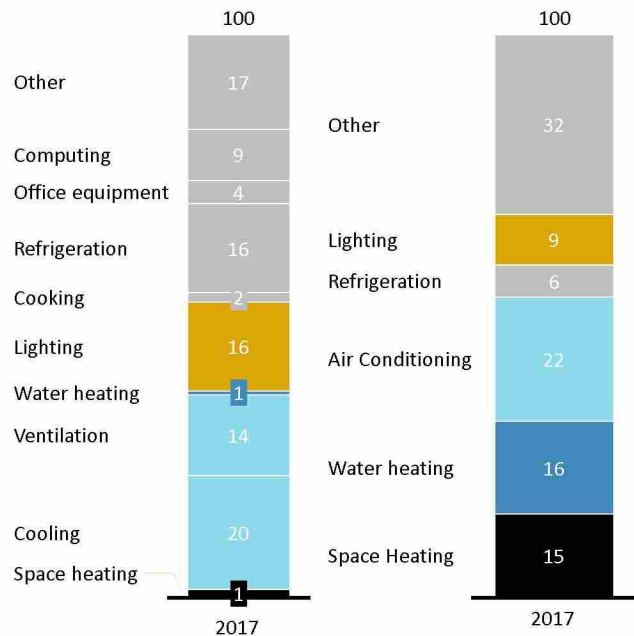 100
Other 17
Computing 9
Office equipment 4
Refrigeration 16
Cooking 2
Lighting 16
Water heating 1
Ventilation 14
Cooling 20
Space heating 1
2017
100
Other 32
Lighting 9
Refrigeration 6
Air Conditioning 22
Water heating 16
Space Heating 15
2017